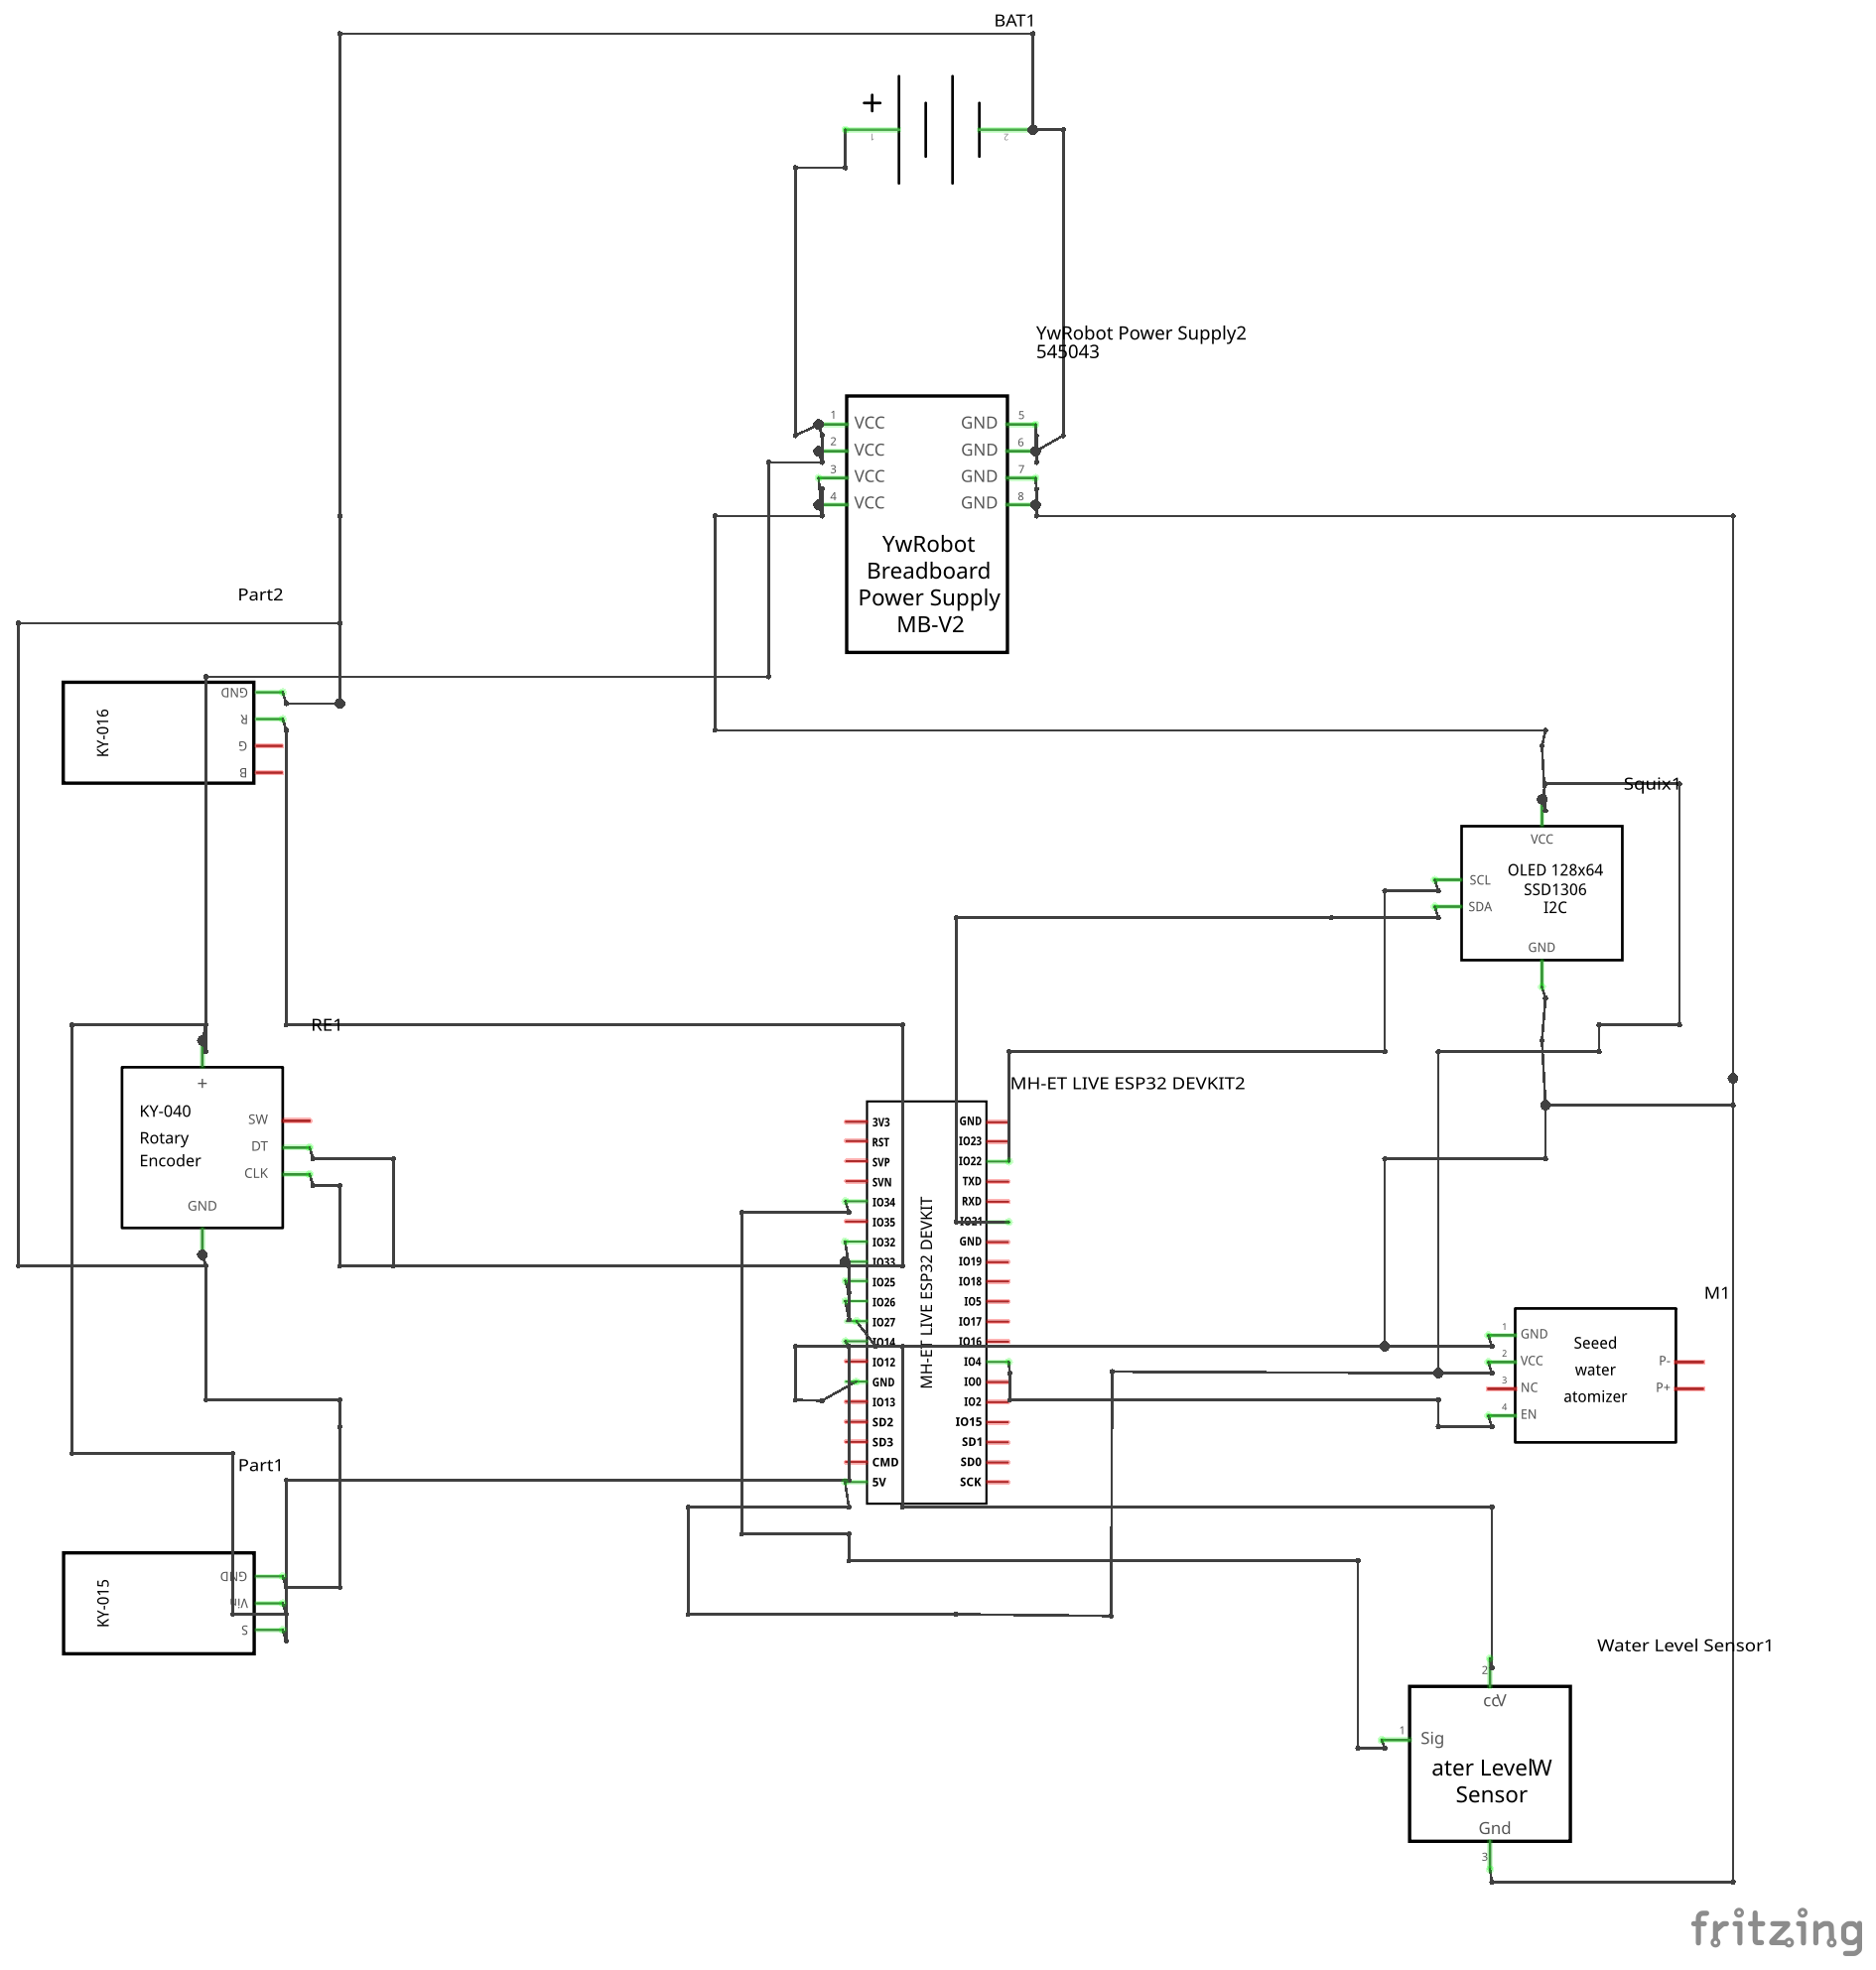 BAT1
+
1
2
YwRobot Power Supply2
545043
1
VCC
GND
5
2
VCC
GND
6
3
VCC
GND
7
4
VCC
GND
8
YwRobot
Breadboard
Power Supply
MB-V2
Part2
KY-016
GND
R
G
B
Squix1
VCC
OLED 128x64
SSD1306
I2C
SCL
SDA
GND
RE1
+
KY-040
Rotary
Encoder
SW
DT
CLK
GND
MH-ET LIVE ESP32 DEVKIT2
MH-ET LIVE ESP32 DEVKIT
3V3
RST
SVP
SVN
IO34
IO35
IO32
IO33
IO25
IO26
IO27
IO14
IO12
GND
IO13
SD2
SD3
CMD
5V
GND
IO23
IO22
TXD
RXD
IO21
GND
IO19
IO18
IO5
IO17
IO16
IO4
IO0
IO2
IO15
SD1
SD0
SCK
M1
1
GND
2
VCC
3
NC
4
EN
Seeed
water
atomizer
P-
P+
Part1
KY-015
GND
Vin
S
Water Level Sensor1
2
ccV
1
Sig
ater LevelW
Sensor
Gnd
3
fritzing